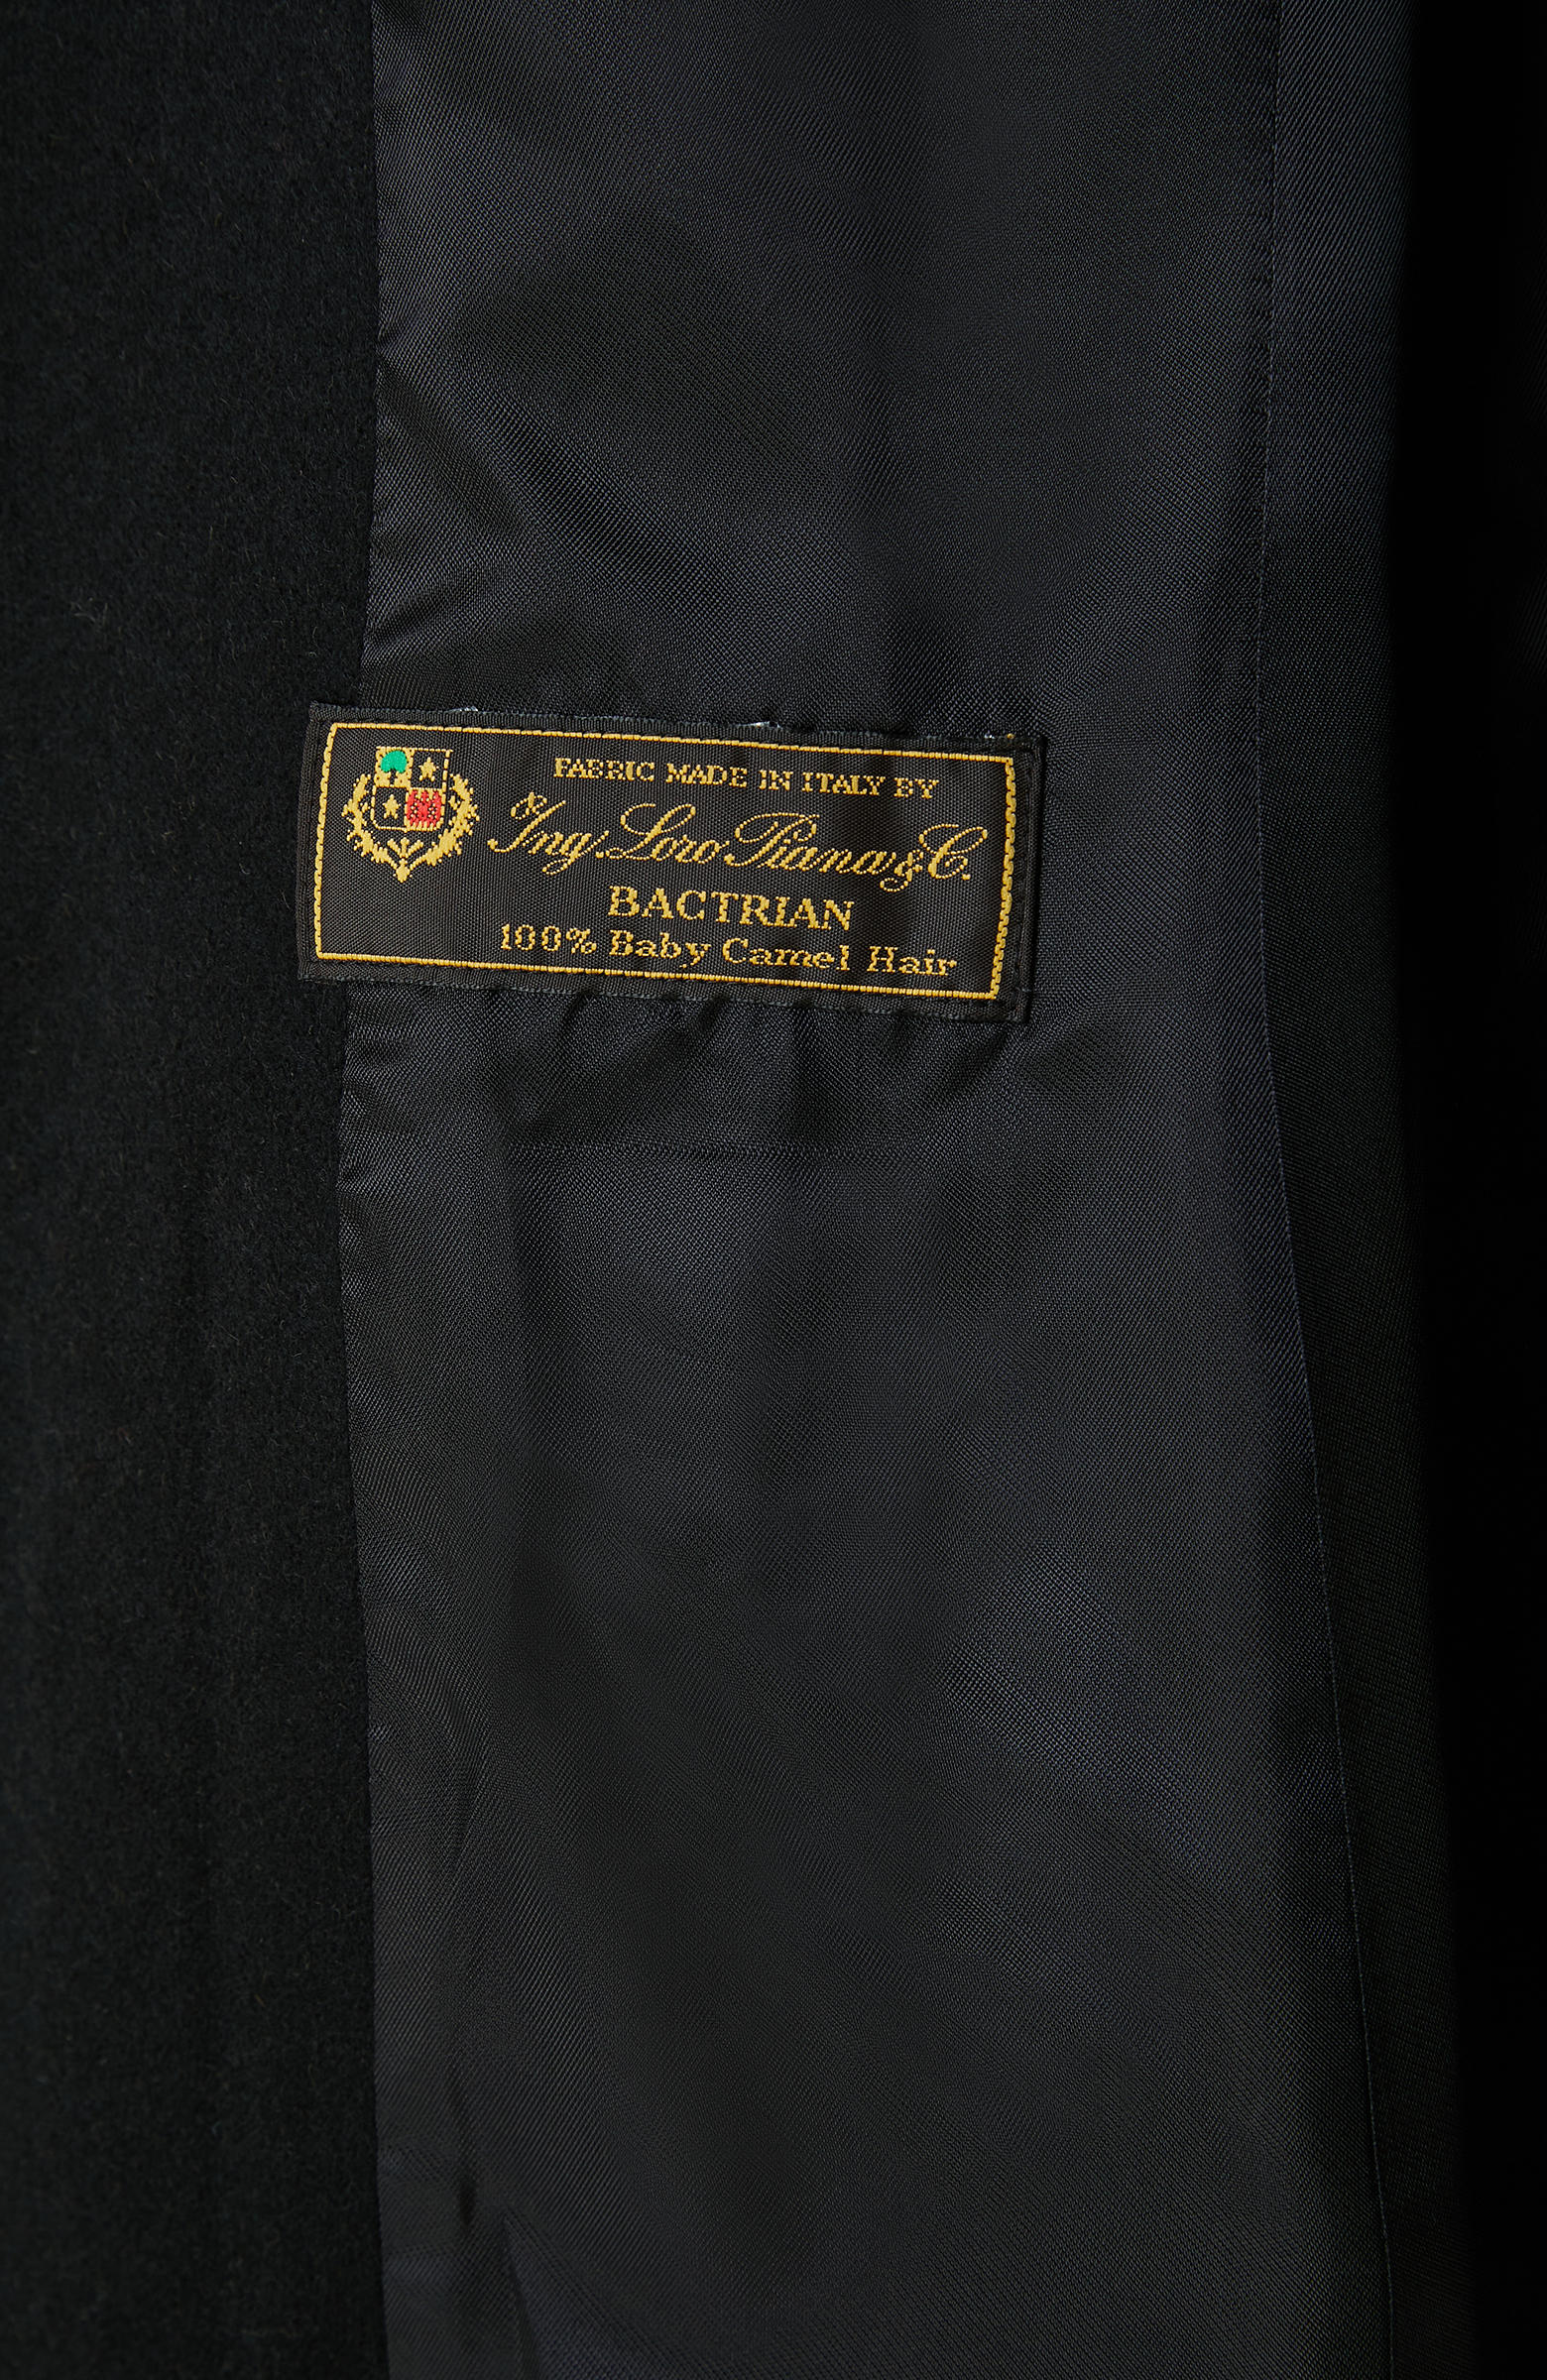 FABRIC MADE IN ITALY BY
Ing. Loro Piana & C.
BACTRIAN
100% Baby Camel Hair